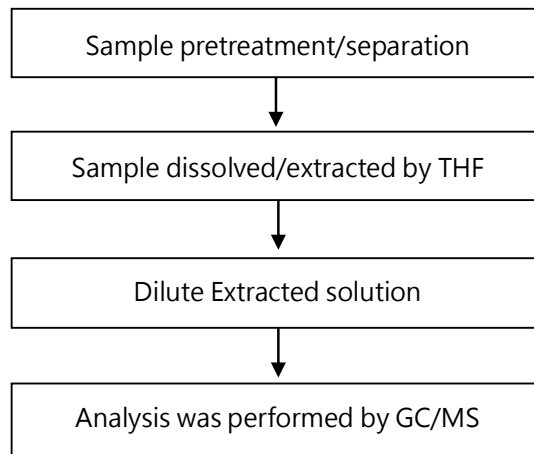 Sample pretreatment/separation
Sample dissolved/extracted by THF
Dilute Extracted solution
Analysis was performed by GC/MS